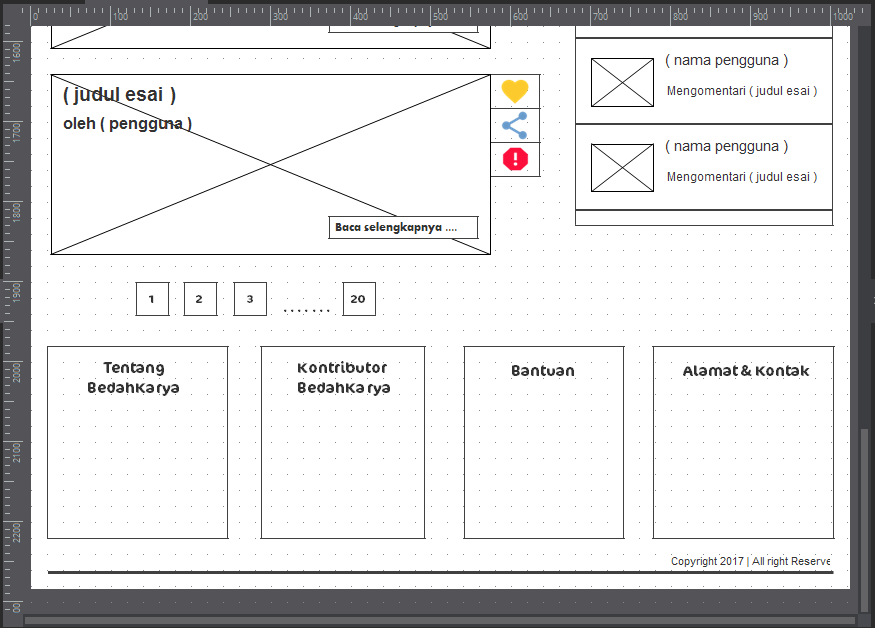 0 100 200 300 400 500 600 700 800 900 1000
1600
1700
1800
1900
2000
2100
2200
( judul esai )
oleh ( pengguna )
Baca selengkapnya ....
( nama pengguna )
Mengomentari ( judul esai )
( nama pengguna )
Mengomentari ( judul esai )
1 2 3 ....... 20
Tentang
BedahKarya
Kontributor
BedahKarya
Bantuan
Alamat & Kontak
Copyright 2017 | All right Reserve